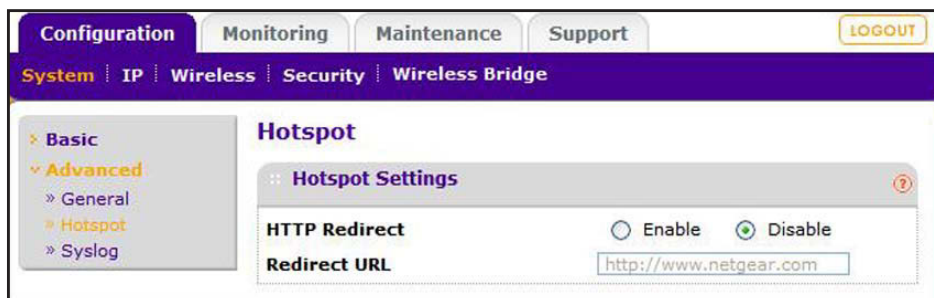 Configuration Monitoring Maintenance Support LOGOUT
System IP Wireless Security Wireless Bridge
Basic
Advanced
» General
» Hotspot
» Syslog
Hotspot
Hotspot Settings ?
HTTP Redirect Enable Disable
Redirect URL http://www.netgear.com